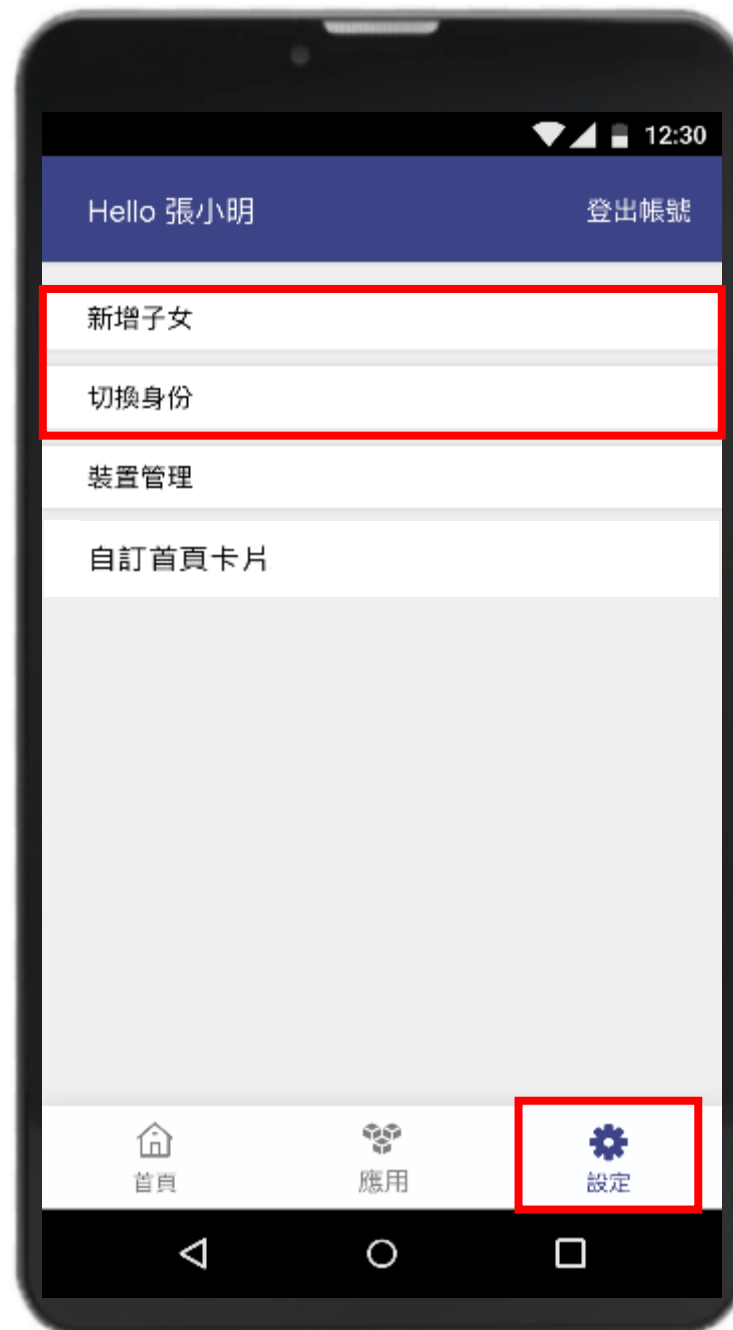 12:30
Hello 張小明 登出帳號
新增子女
切換身份
裝置管理
自訂首頁卡片
首頁 應用 設定